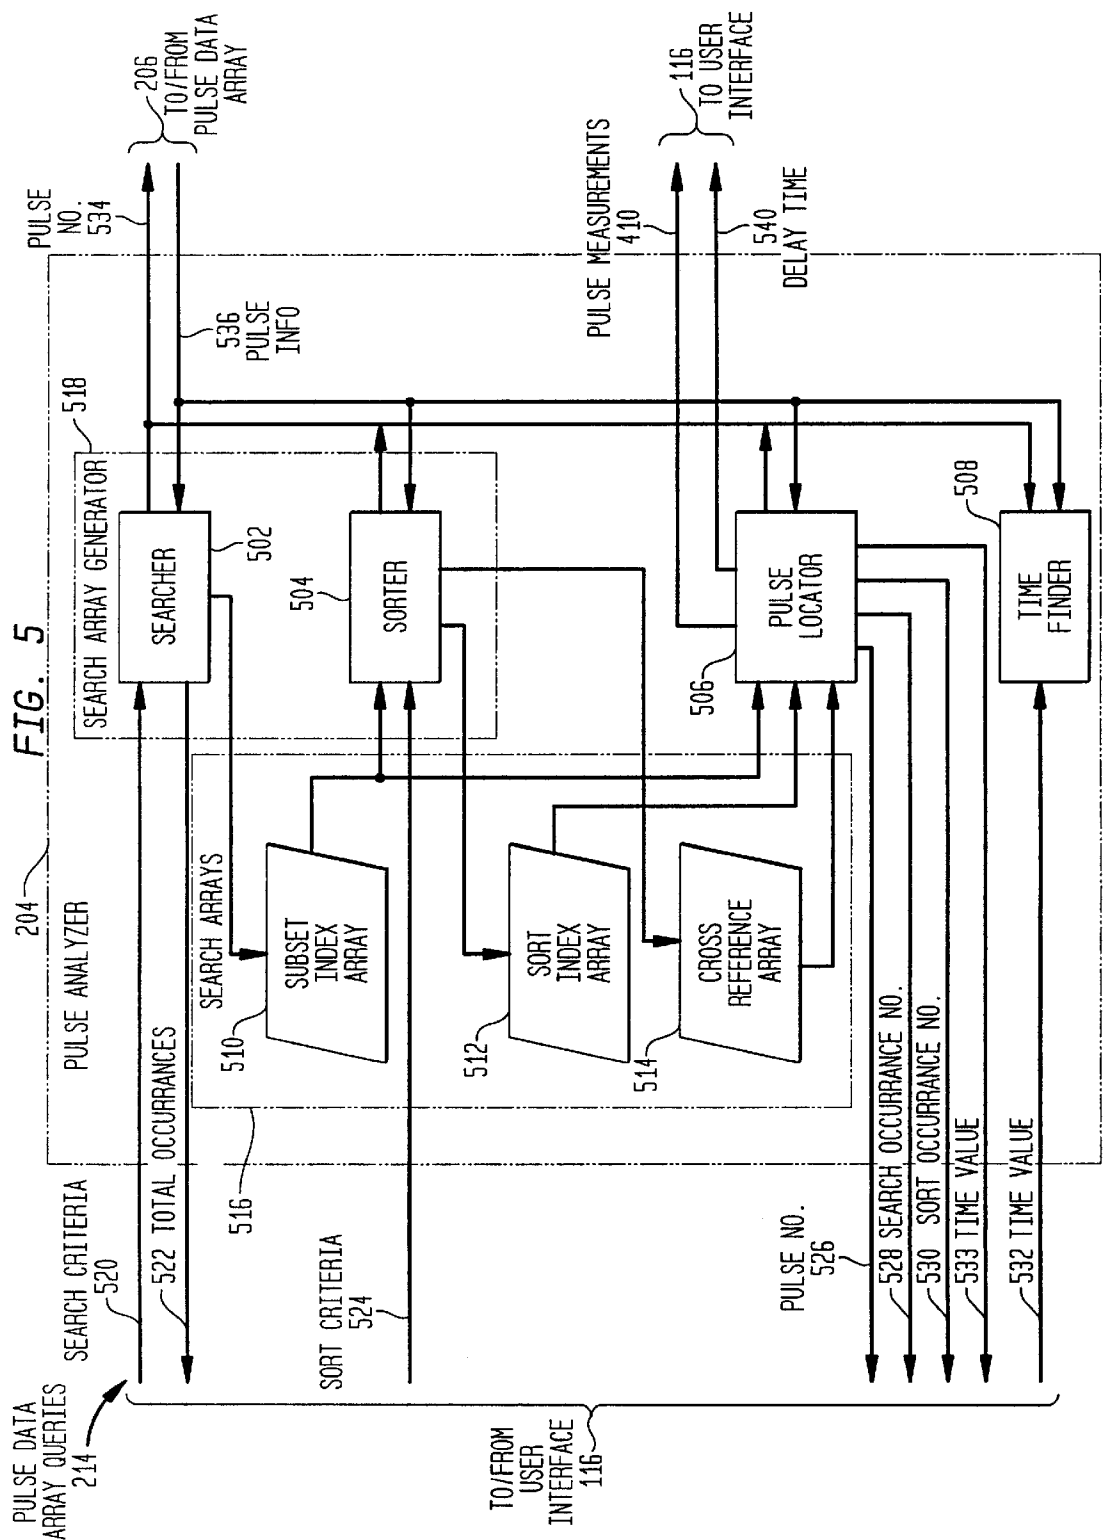 FIG. 5
204
PULSE ANALYZER
PULSE DATA
ARRAY QUERIES
214
SEARCH CRITERIA
520
522 TOTAL OCCURRANCES
SORT CRITERIA
524
TO/FROM
USER
INTERFACE
116
PULSE NO.
526
528 SEARCH OCCURRANCE NO.
530 SORT OCCURRANCE NO.
533 TIME VALUE
532 TIME VALUE
516
SEARCH ARRAYS
510
SUBSET
INDEX
ARRAY
512
SORT
INDEX
ARRAY
514
CROSS
REFERENCE
ARRAY
SEARCH ARRAY GENERATOR
518
SEARCHER
502
504
SORTER
506
PULSE
LOCATOR
508
TIME
FINDER
PULSE
NO.
534
536
PULSE
INFO
206
TO/FROM
PULSE DATA
ARRAY
PULSE MEASUREMENTS
410
540
DELAY TIME
116
TO USER
INTERFACE